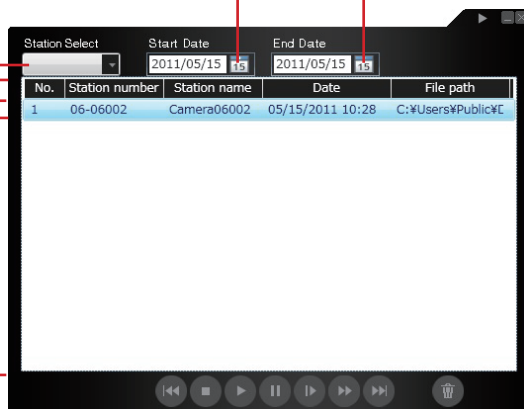 Station Select Start Date End Date
2011/05/15 15 2011/05/15 15
No. Station number Station name Date File path
1 06-06002 Camera06002 05/15/2011 10:28 C:¥Users¥Public¥D